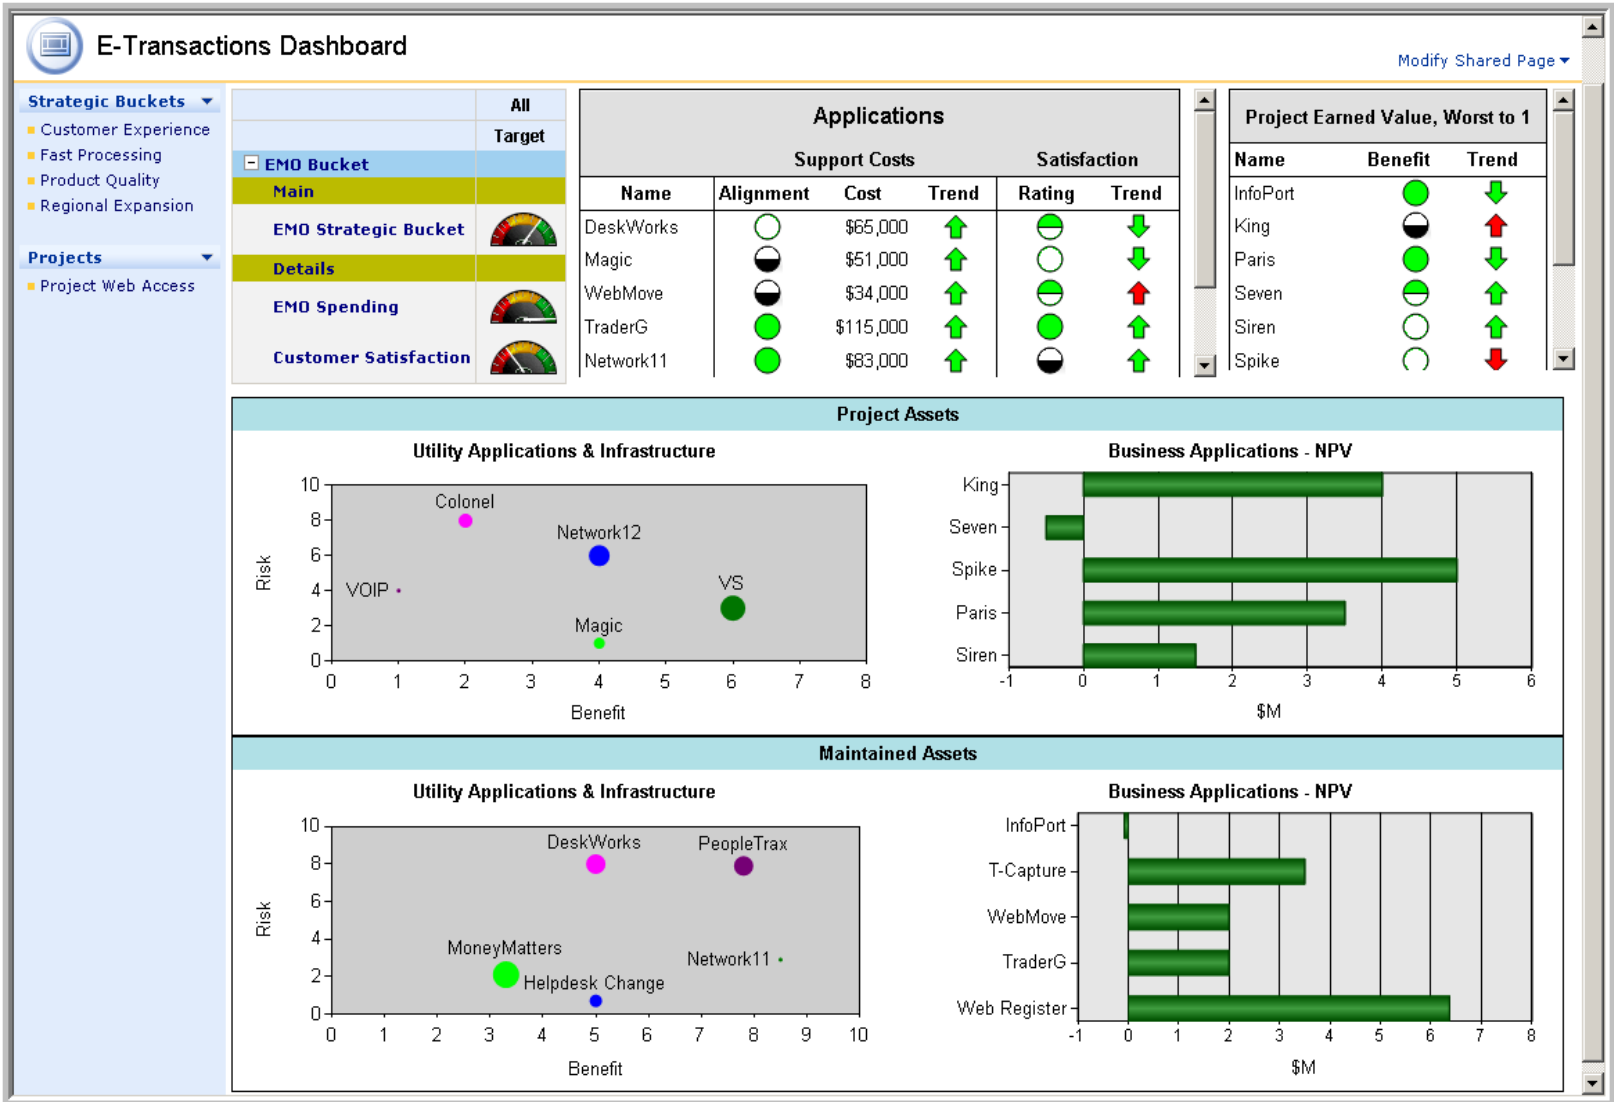 E-Transactions Dashboard
Modify Shared Page
Strategic Buckets
Customer Experience
Fast Processing
Product Quality
Regional Expansion
Projects
Project Web Access
All
Target
EMO Bucket
Main
EMO Strategic Bucket
Details
EMO Spending
Customer Satisfaction
Applications
Support Costs Satisfaction
Name Alignment Cost Trend Rating Trend
DeskWorks $65,000
Magic $51,000
WebMove $34,000
TraderG $115,000
Network11 $83,000
Project Earned Value, Worst to 1
Name Benefit Trend
InfoPort
King
Paris
Seven
Siren
Spike
Project Assets
Utility Applications & Infrastructure
10
8
6
4
2
0
Risk
Colonel
Network12
VOIP
VS
Magic
0 1 2 3 4 5 6 7 8
Benefit
Business Applications - NPV
King
Seven
Spike
Paris
Siren
-1 0 1 2 3 4 5 6
$M
Maintained Assets
Utility Applications & Infrastructure
10
8
6
4
2
0
Risk
DeskWorks
PeopleTrax
MoneyMatters
Network11
Helpdesk Change
0 1 2 3 4 5 6 7 8 9 10
Benefit
Business Applications - NPV
InfoPort
T-Capture
WebMove
TraderG
Web Register
-1 0 1 2 3 4 5 6 7 8
$M